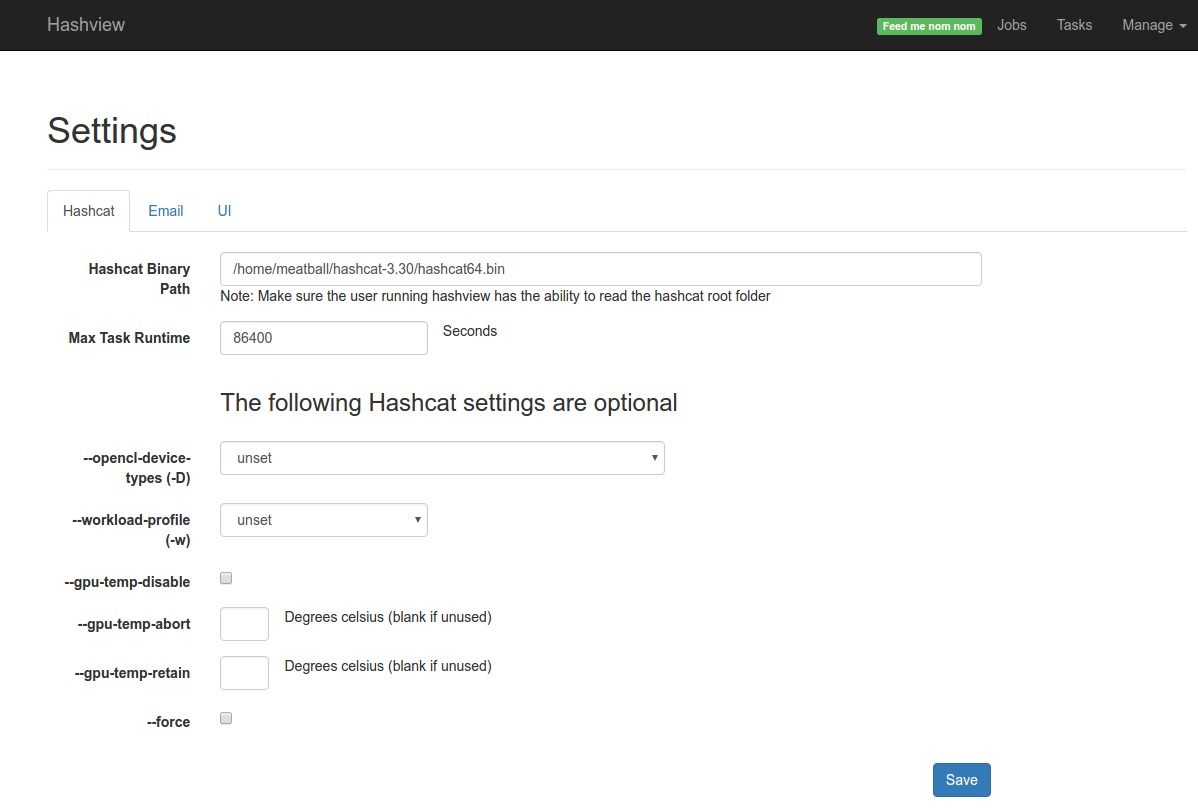 Hashview
Feed me nom nom
Jobs
Tasks
Manage
Settings
Hashcat
Email
UI
Hashcat Binary
Path
/home/meatball/hashcat-3.30/hashcat64.bin
Note: Make sure the user running hashview has the ability to read the hashcat root folder
Max Task Runtime
86400
Seconds
The following Hashcat settings are optional
--opencl-device-
types (-D)
unset
--workload-profile
(-w)
unset
--gpu-temp-disable
--gpu-temp-abort
Degrees celsius (blank if unused)
--gpu-temp-retain
Degrees celsius (blank if unused)
--force
Save